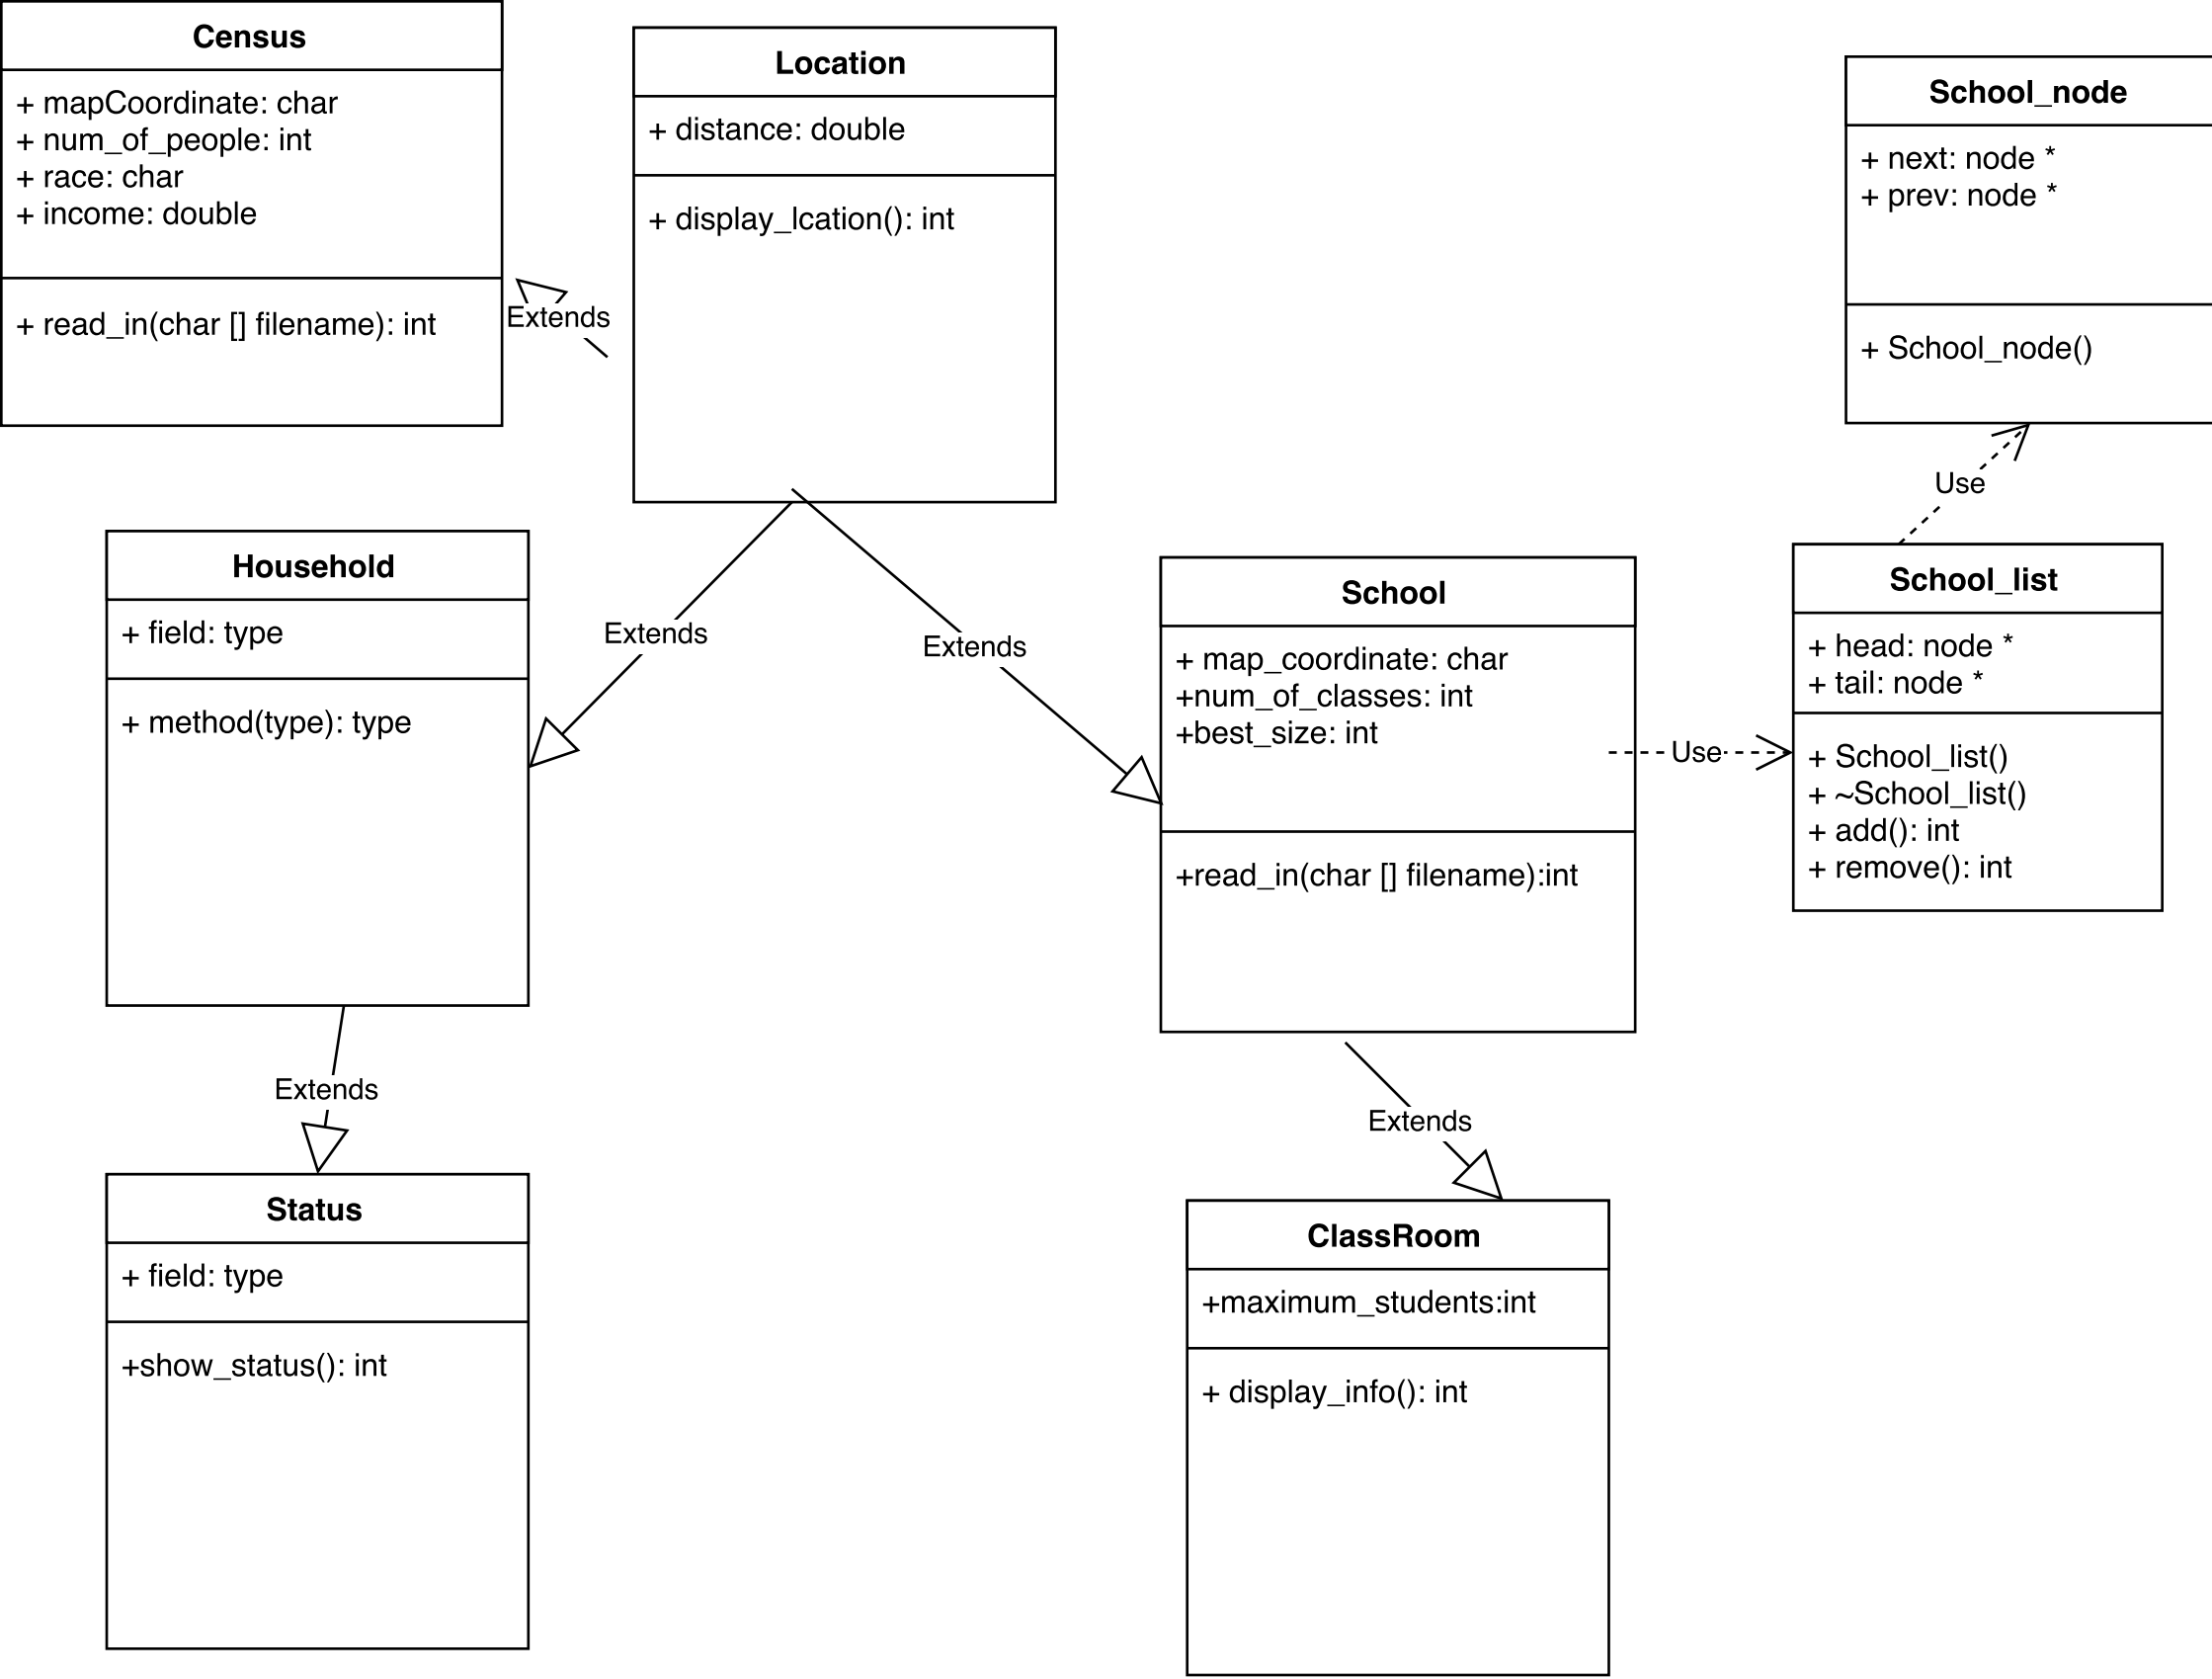 Census
+ mapCoordinate: char
+ num_of_people: int
+ race: char
+ income: double
+ read_in(char [] filename): int
Location
+ distance: double
+ display_lcation(): int
School_node
+ next: node *
+ prev: node *
+ School_node()
Extends
Use
Household
+ field: type
+ method(type): type
Extends
Extends
School
+ map_coordinate: char
+num_of_classes: int
+best_size: int
+read_in(char [] filename):int
Use
School_list
+ head: node *
+ tail: node *
+ School_list()
+ ~School_list()
+ add(): int
+ remove(): int
Extends
Extends
Status
+ field: type
+show_status(): int
ClassRoom
+maximum_students:int
+ display_info(): int